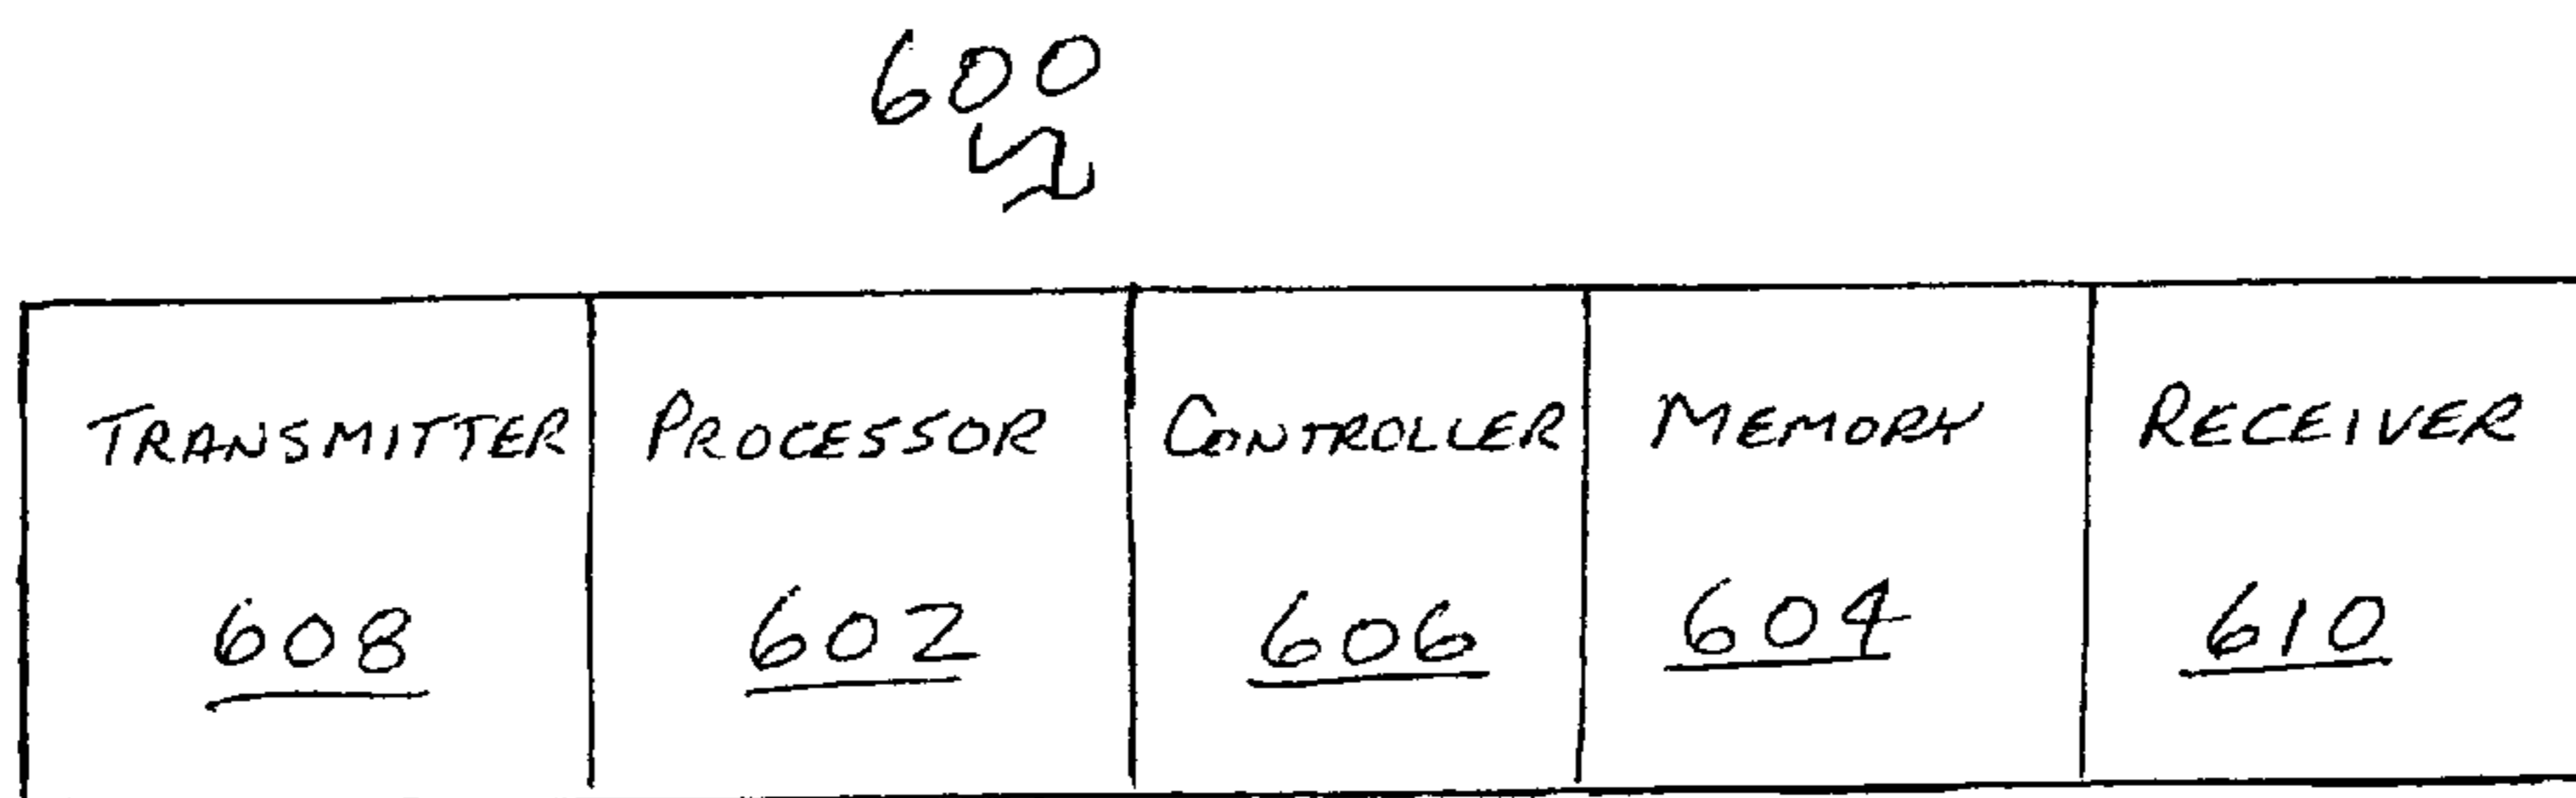 600
TRANSMITTER PROCESSOR CONTROLLER MEMORY RECEIVER
608 602 606 604 610